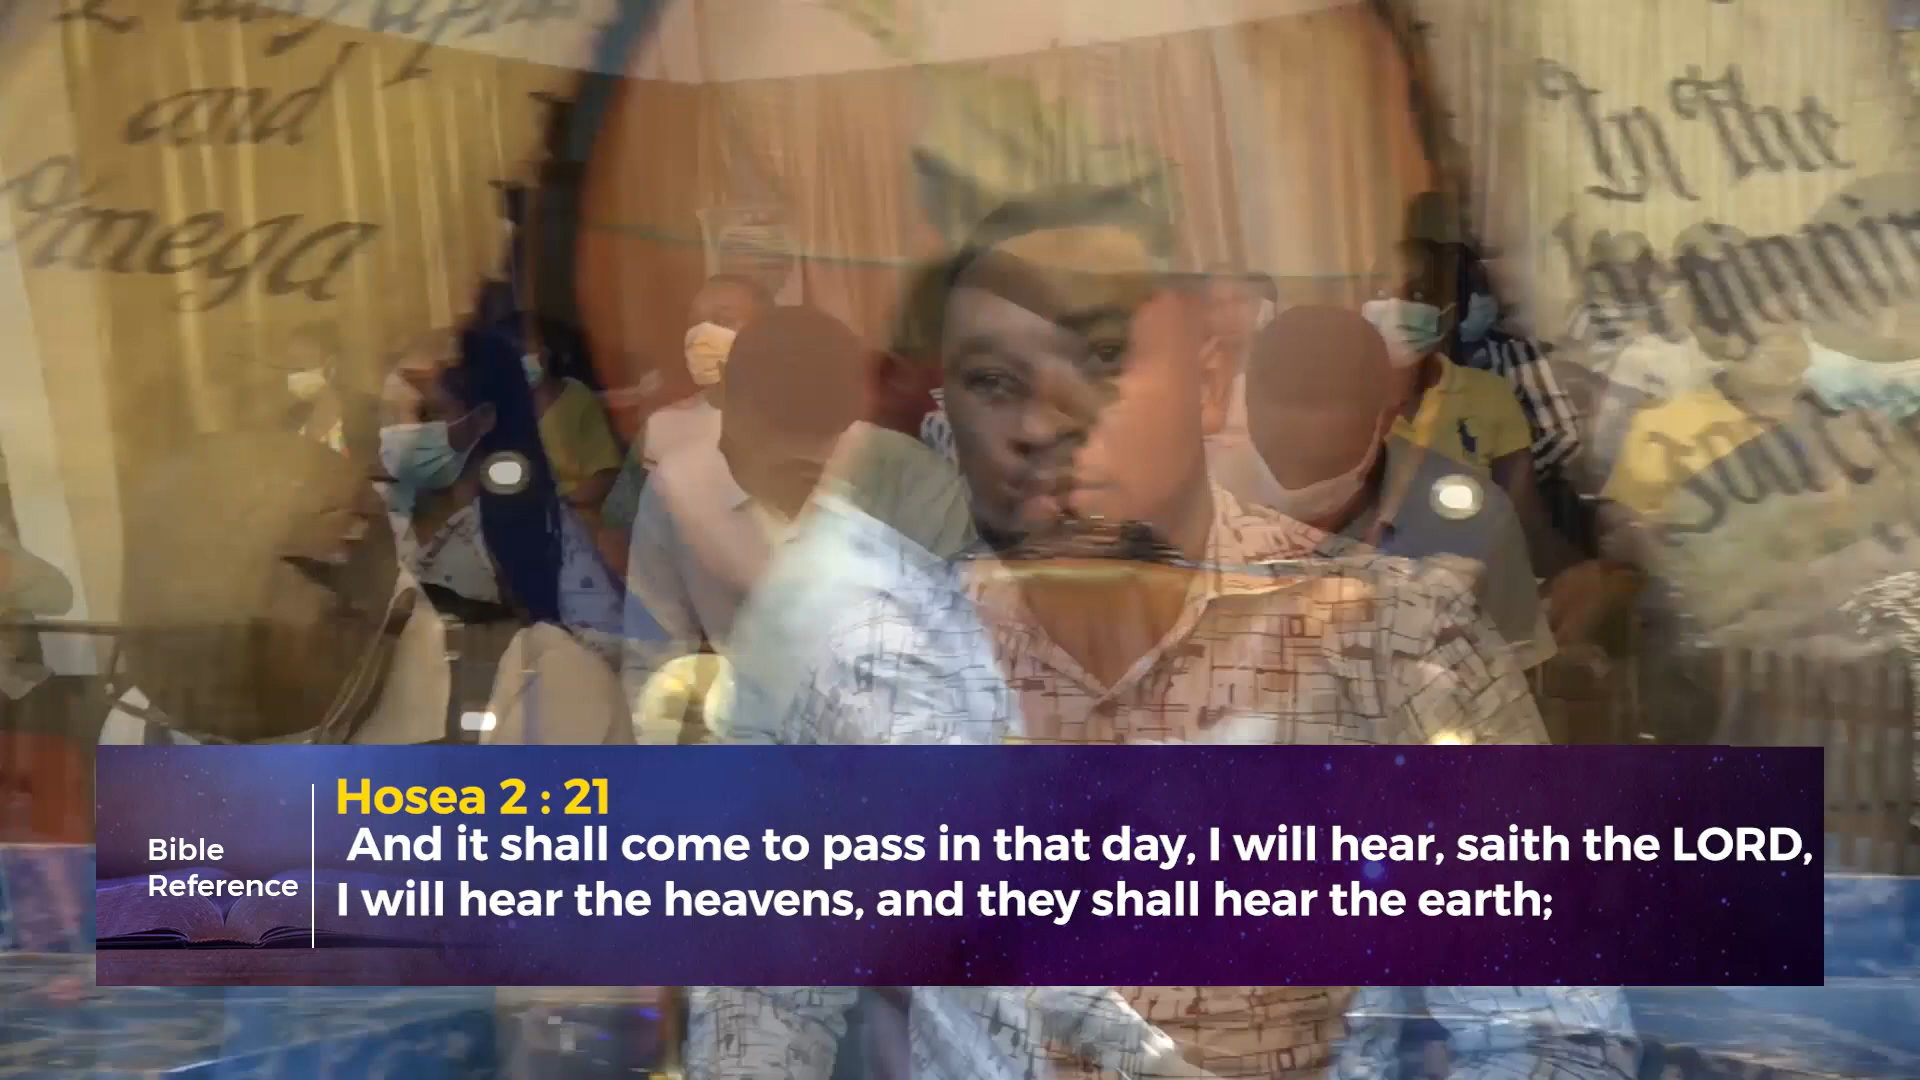 and
Omega
In the
Beginnin
Bible
Reference
Hosea 2 : 21
And it shall come to pass in that day, I will hear, saith the LORD,
I will hear the heavens, and they shall hear the earth;